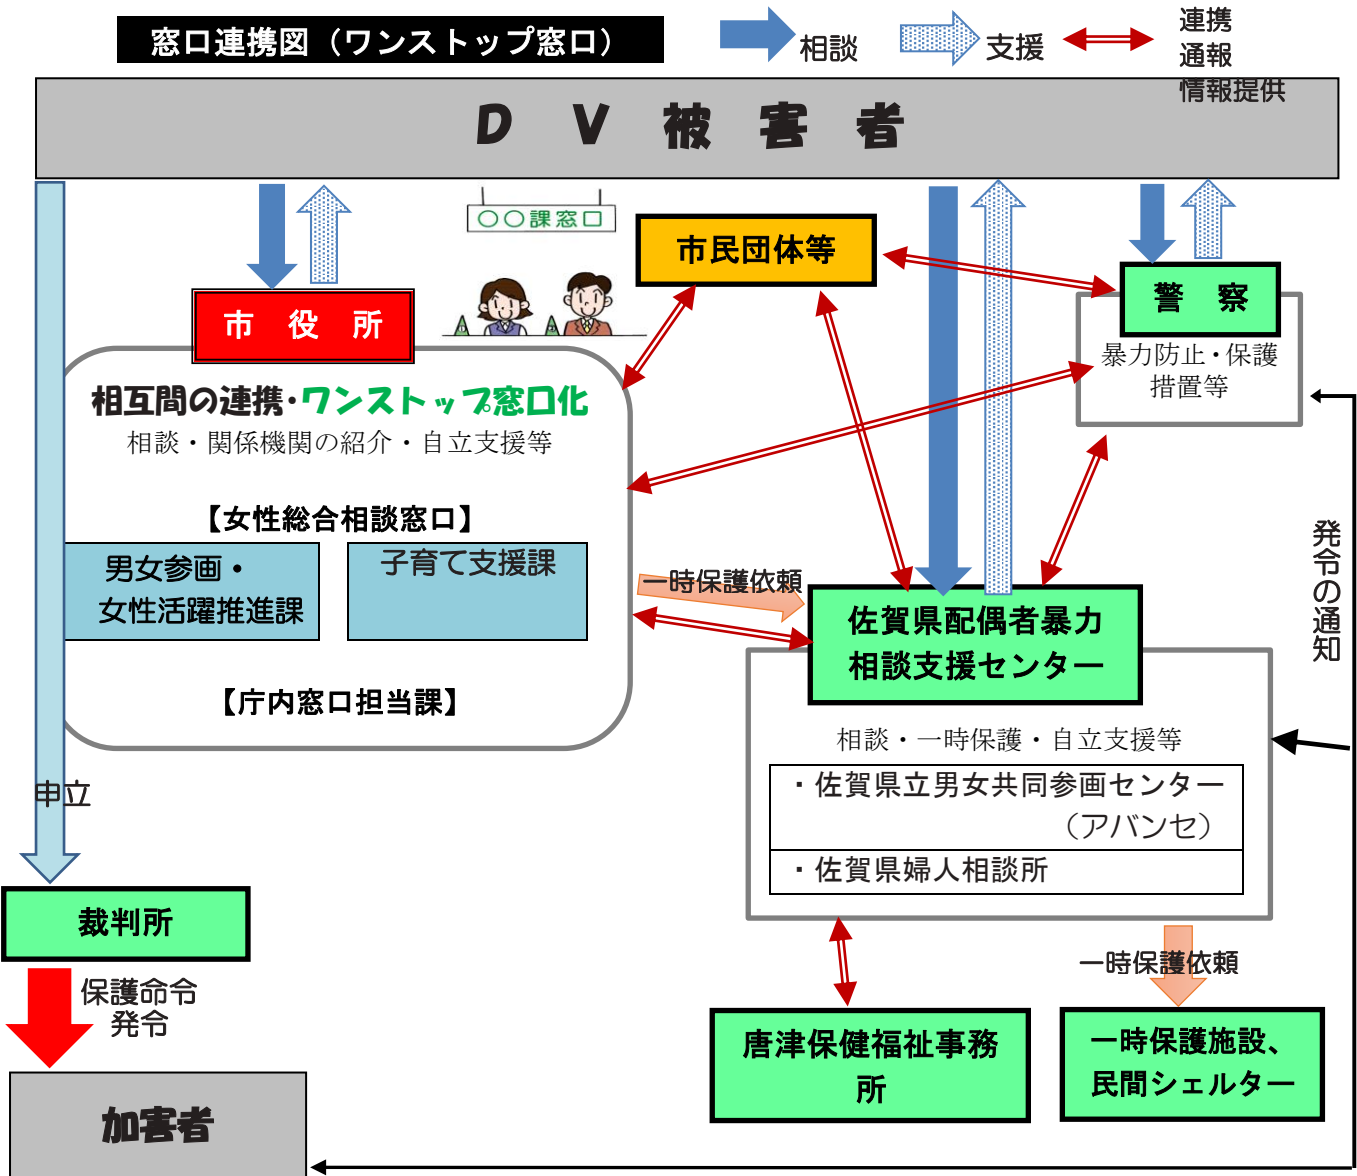 窓口連携図（ワンストップ窓口）
相談
支援
連携
通報
情報提供
ＤＶ被害者
〇〇課窓口
市民団体等
警　察
暴力防止・保護
措置等
市　役　所
相互間の連携・ワンストップ窓口化
相談・関係機関の紹介・自立支援等
【女性総合相談窓口】
男女参画・
女性活躍推進課
子育て支援課
【庁内窓口担当課】
一時保護依頼
佐賀県配偶者暴力
相談支援センター
相談・一時保護・自立支援等
・佐賀県立男女共同参画センター
（アバンセ）
・佐賀県婦人相談所
発令の通知
申立
裁判所
保護命令
発令
加害者
一時保護依頼
唐津保健福祉事務
所
一時保護施設、
民間シェルター